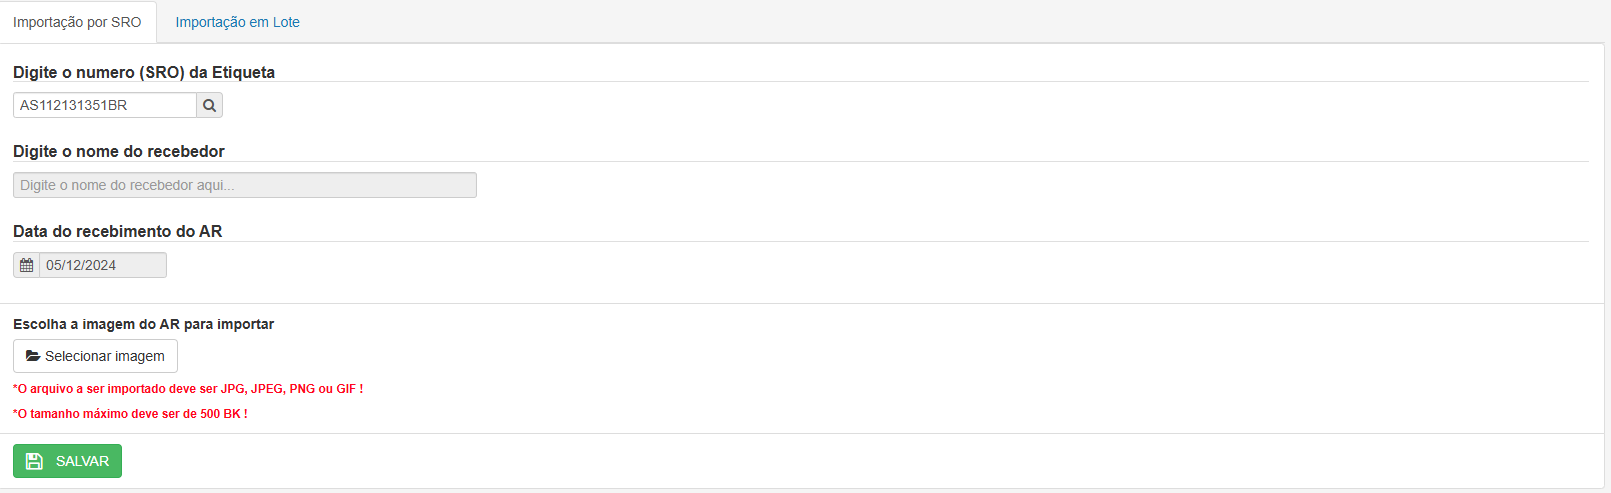 Importação por SRO
Importação em Lote
Digite o numero (SRO) da Etiqueta
AS112131351BR
Digite o nome do recebedor
Digite o nome do recebedor aqui...
Data do recebimento do AR
05/12/2024
Escolha a imagem do AR para importar
Selecionar imagem
*O arquivo a ser importado deve ser JPG, JPEG, PNG ou GIF !
*O tamanho máximo deve ser de 500 BK !
SALVAR